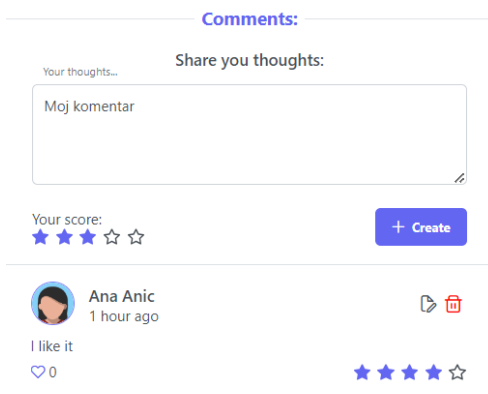 Comments:
Share you thoughts:
Your thoughts...
Moj komentar
Your score:
Create
Ana Anic
1 hour ago
I like it
0